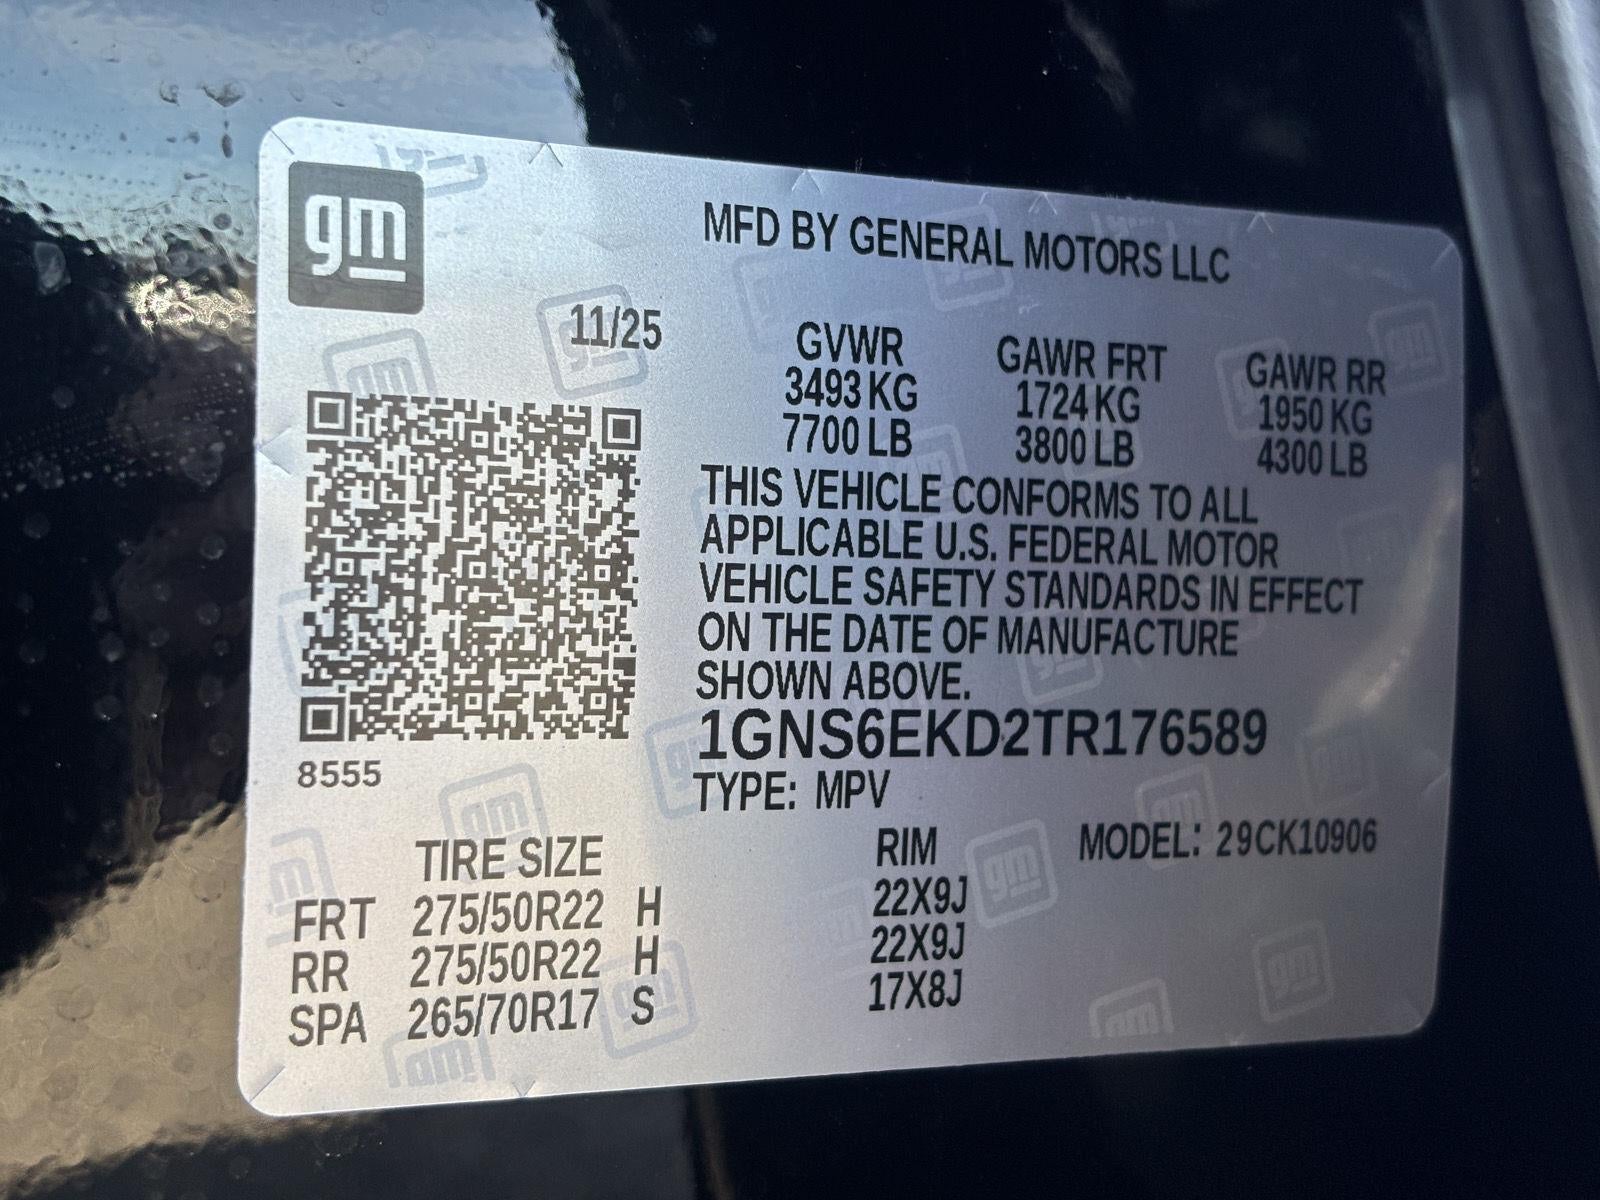 gm
MFD BY GENERAL MOTORS LLC
11/25
GVWR GAWR FRT GAWR RR
3493 KG 1724 KG 1950 KG
7700 LB 3800 LB 4300 LB
THIS VEHICLE CONFORMS TO ALL
APPLICABLE U.S. FEDERAL MOTOR
VEHICLE SAFETY STANDARDS IN EFFECT
ON THE DATE OF MANUFACTURE
SHOWN ABOVE.
1GNS6EKD2TR176589
8555
TYPE: MPV
TIRE SIZE RIM MODEL: 29CK10906
FRT 275/50R22 H 22X9J
RR 275/50R22 H 22X9J
SPA 265/70R17 S 17X8J